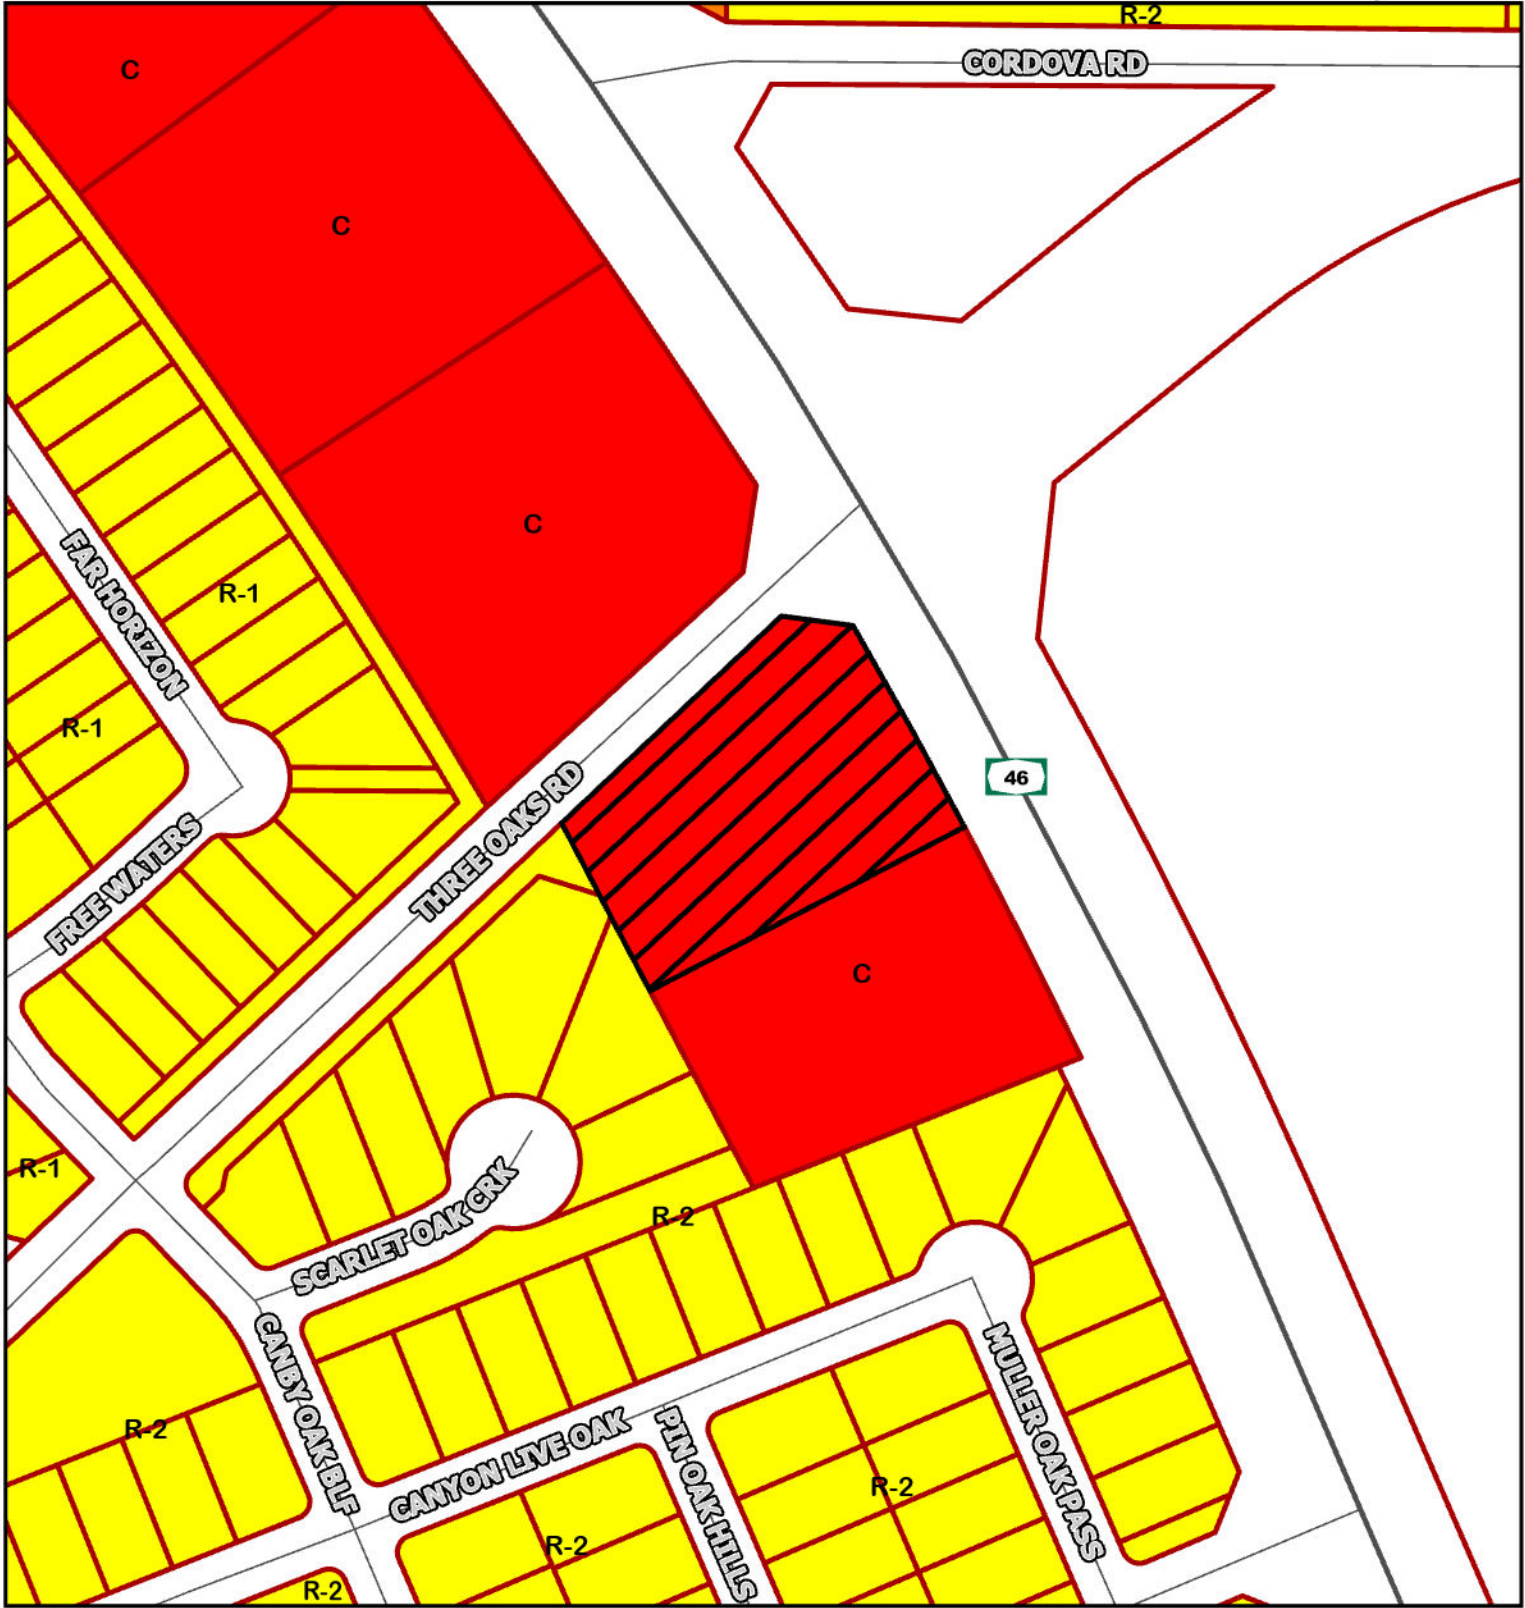 R-2
CORDOVA RD
C
C
C
FAR HORIZON
R-1
R-1
46
THREE OAKS RD
FREE WATERS
C
R-1
SCARLET OAK CRK
R-2
CANBY OAK BLF
MULLER OAK PASS
R-2
CANYON LIVE OAK
PIN OAK HILLS
R-2
R-2
R-2